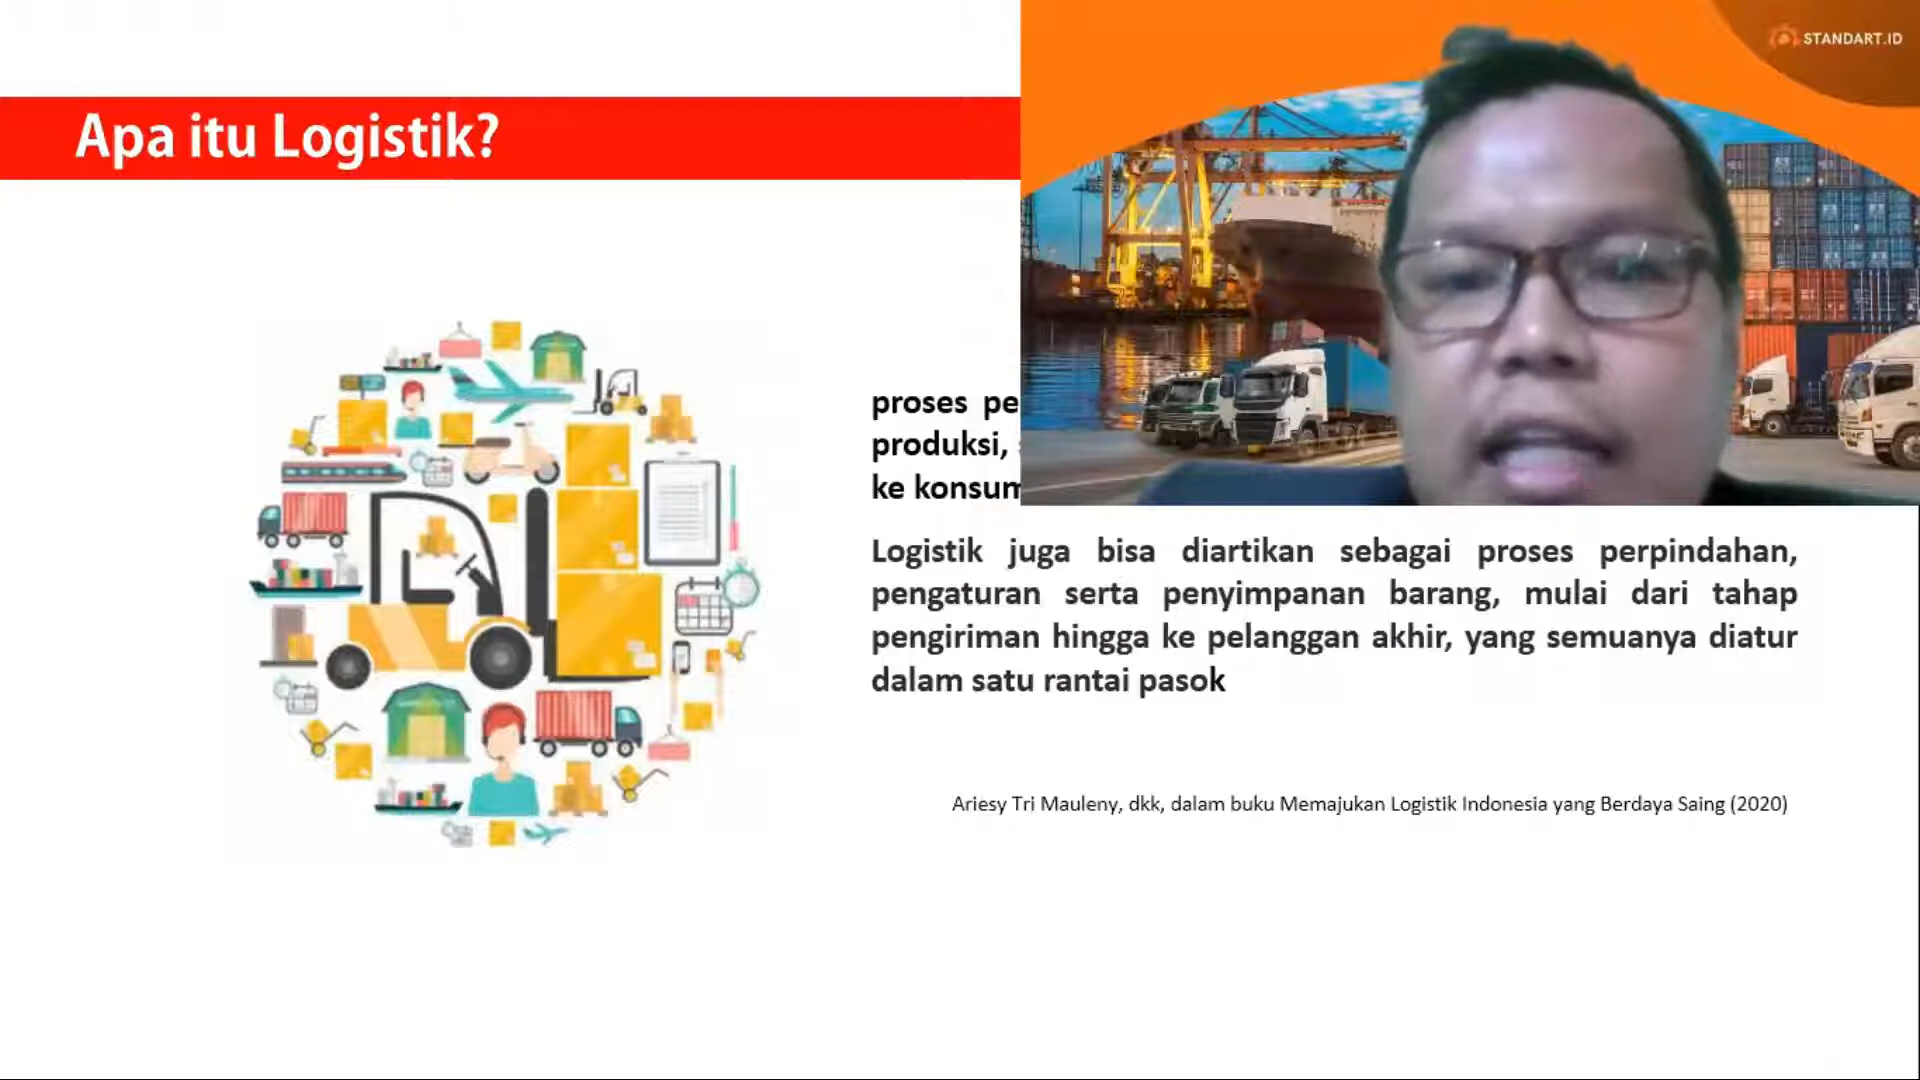 STANDART.ID
Apa itu Logistik?
proses
produksi,
ke
Logistik juga bisa diartikan sebagai proses perpindahan,
pengaturan serta penyimpanan barang, mulai dari tahap
pengiriman hingga ke pelanggan akhir, yang semuanya diatur
dalam satu rantai pasok
Ariesy Tri Mauleny, dkk, dalam buku Memajukan Logistik Indonesia yang Berdaya Saing (2020)